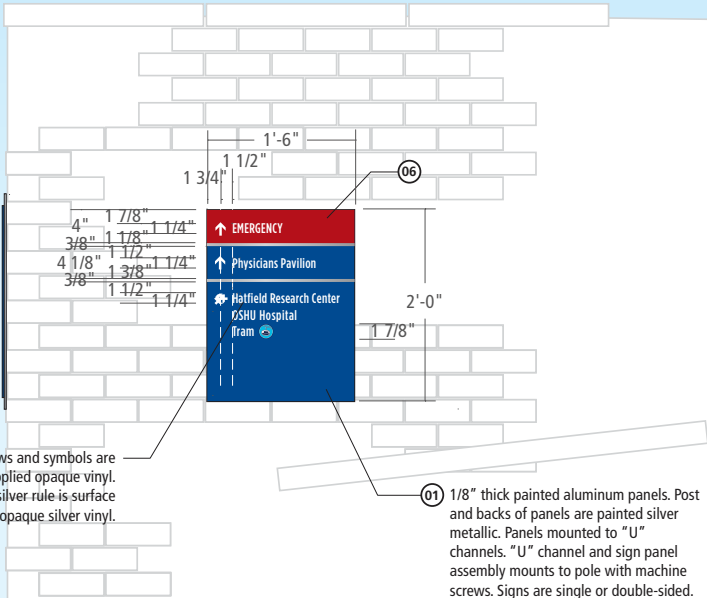 1'-6"
1 1/2"
1 3/4"
06
1 7/8"
4"
1 1/4"
3/8"
1 1/8"
1 1/2"
4 1/8"
1 1/4"
3/8"
1 3/8"
1 1/2"
1 1/4"
EMERGENCY
Physicians Pavilion
Hatfield Research Center
OSHU Hospital
Tram
2'-0"
1 7/8"
ws and symbols are
plied opaque vinyl.
silver rule is surface
opaque silver vinyl.
01 1/8" thick painted aluminum panels. Post
and backs of panels are painted silver
metallic. Panels mounted to "U"
channels. "U" channel and sign panel
assembly mounts to pole with machine
screws. Signs are single or double-sided.